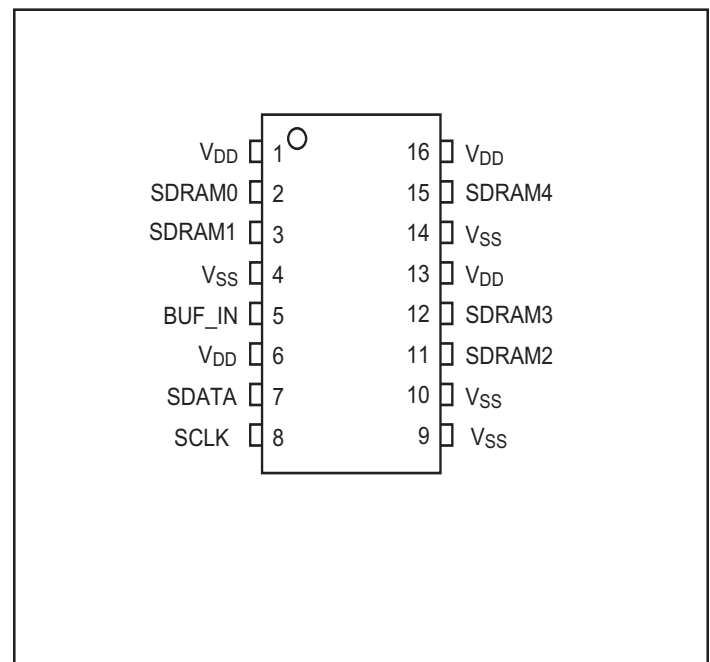 VDD 1 16 VDD
SDRAM0 2 15 SDRAM4
SDRAM1 3 14 VSS
VSS 4 13 VDD
BUF_IN 5 12 SDRAM3
VDD 6 11 SDRAM2
SDATA 7 10 VSS
SCLK 8 9 VSS